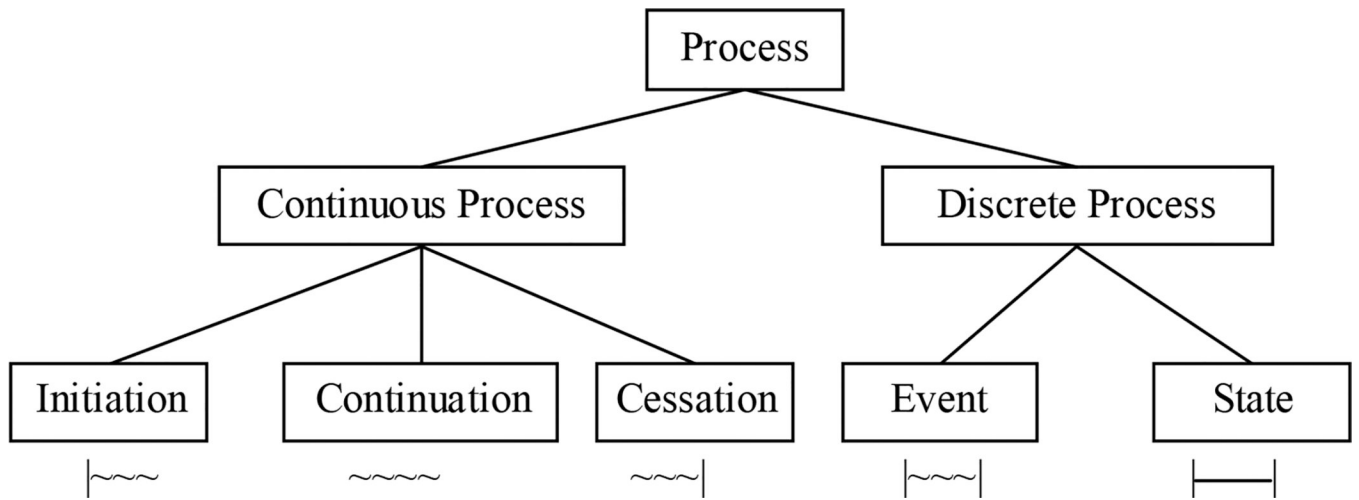 Process
Continuous Process Discrete Process
Initiation Continuation Cessation Event State
|~~~ ~~~~ ~~~| |~~~| |——|